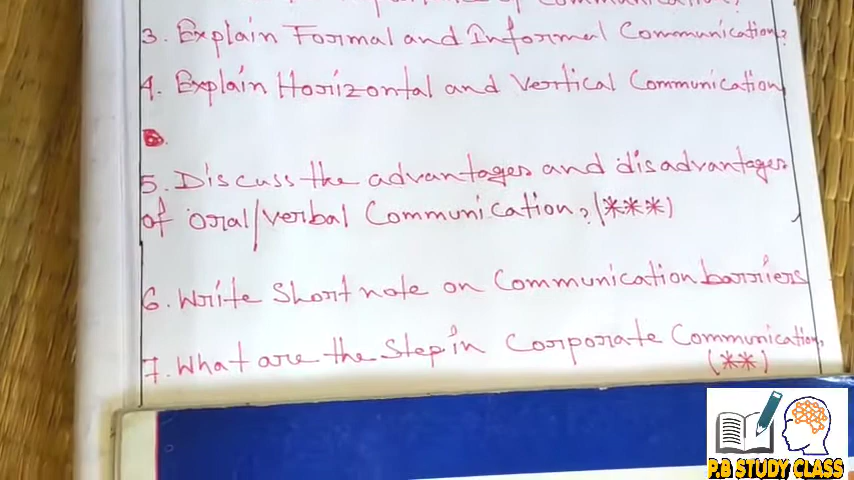 of Communication?
3. Explain Formal and Informal Communication?
4. Explain Horizontal and Vertical Communication
5. Discuss the advantages and disadvantages
of oral/verbal Communication? (***)
6. Write Short note on Communication barriers
7. What are the Step in Corporate Communication.
(**)
P.B STUDY CLASS